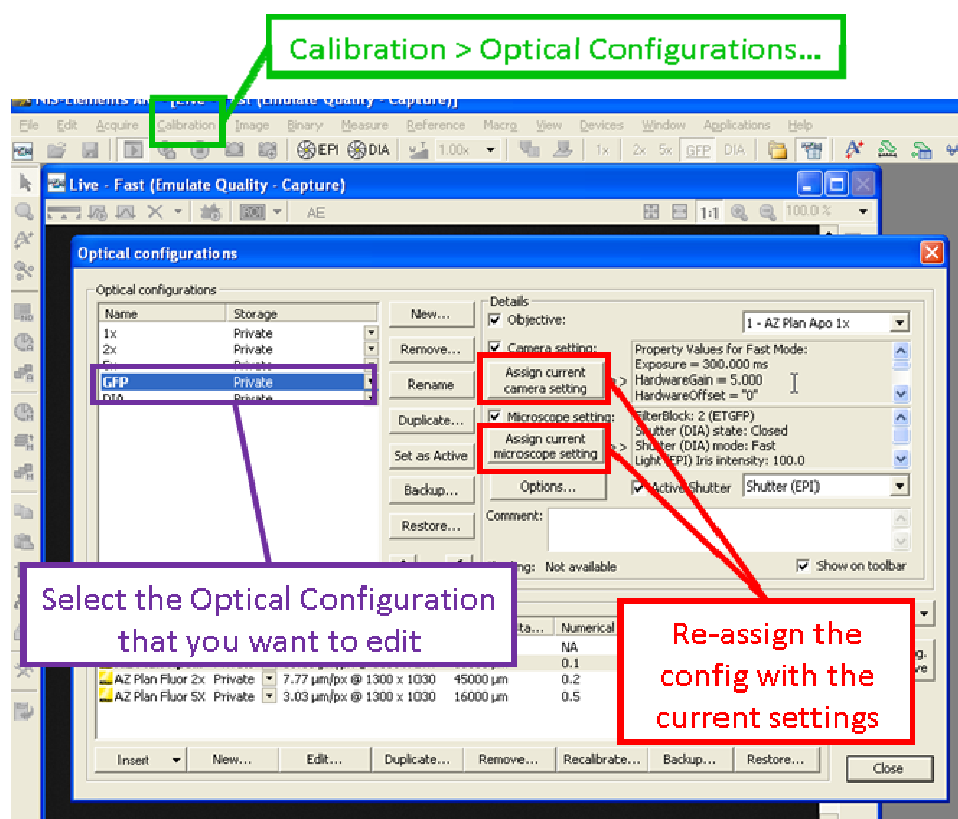 Calibration > Optical Configurations...
File Edit Acquire Calibration Image Binary Measure Reference Macro View Devices Window Applications Help
EPI DIA 1.00x 1x 2x 5x GFP DIA
Live - Fast (Emulate Quality - Capture)
AE 1:1 100.0 %
Optical configurations
Optical configurations
Name Storage
1x Private
2x Private
GFP Private
DIA Private
New...
Remove...
Rename
Duplicate...
Set as Active
Backup...
Restore...
Details
Objective: 1 - AZ Plan Apo 1x
Camera setting:
Assign current
camera setting
>
Property Values for Fast Mode:
Exposure = 300.000 ms
HardwareGain = 5.000
HardwareOffset = "0"
Microscope setting:
Assign current
microscope setting
>>
FilterBlock: 2 (ETGFP)
Shutter (DIA) state: Closed
Shutter (DIA) mode: Fast
Light (EPI) Iris intensity: 100.0
Options... Active Shutter Shutter (EPI)
Comment:
Not available Show on toolbar
Select the Optical Configuration
that you want to edit
Re-assign the
config with the
current settings
Numerical
NA
0.1
AZ Plan Fluor 2x Private 7.77 µm/px @ 1300 x 1030 45000 µm 0.2
AZ Plan Fluor 5X Private 3.03 µm/px @ 1300 x 1030 16000 µm 0.5
Insert New... Edit... Duplicate... Remove... Recalibrate... Backup... Restore...
Close